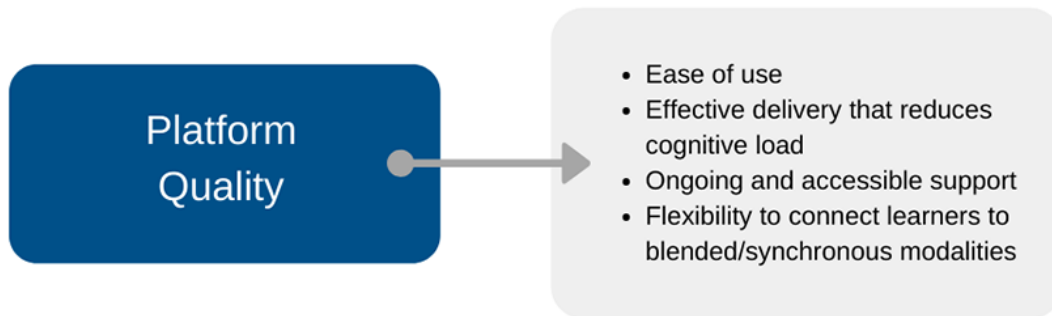 Platform
Quality
• Ease of use
• Effective delivery that reduces
cognitive load
• Ongoing and accessible support
• Flexibility to connect learners to
blended/synchronous modalities